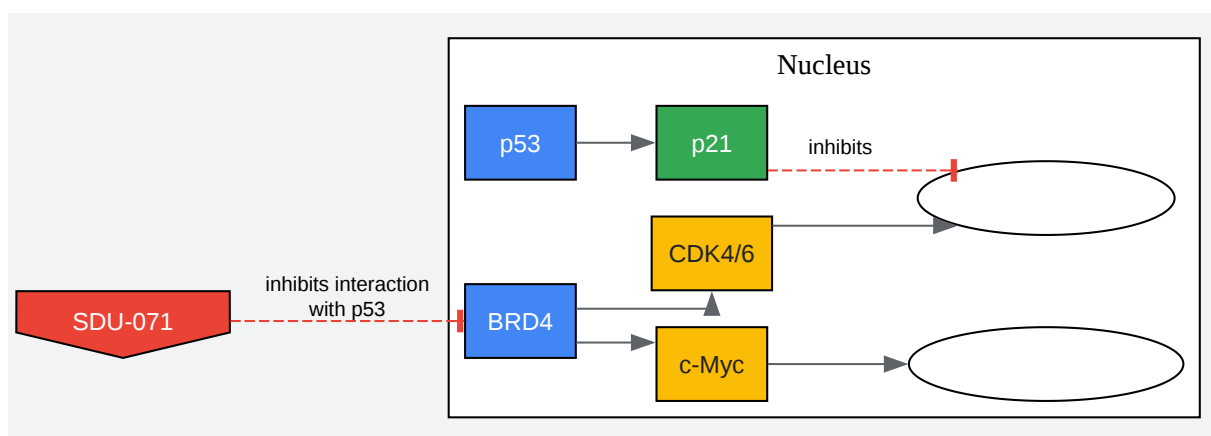 Nucleus
p53
p21
inhibits
CDK4/6
inhibits interaction
with p53
SDU-071
BRD4
c-Myc